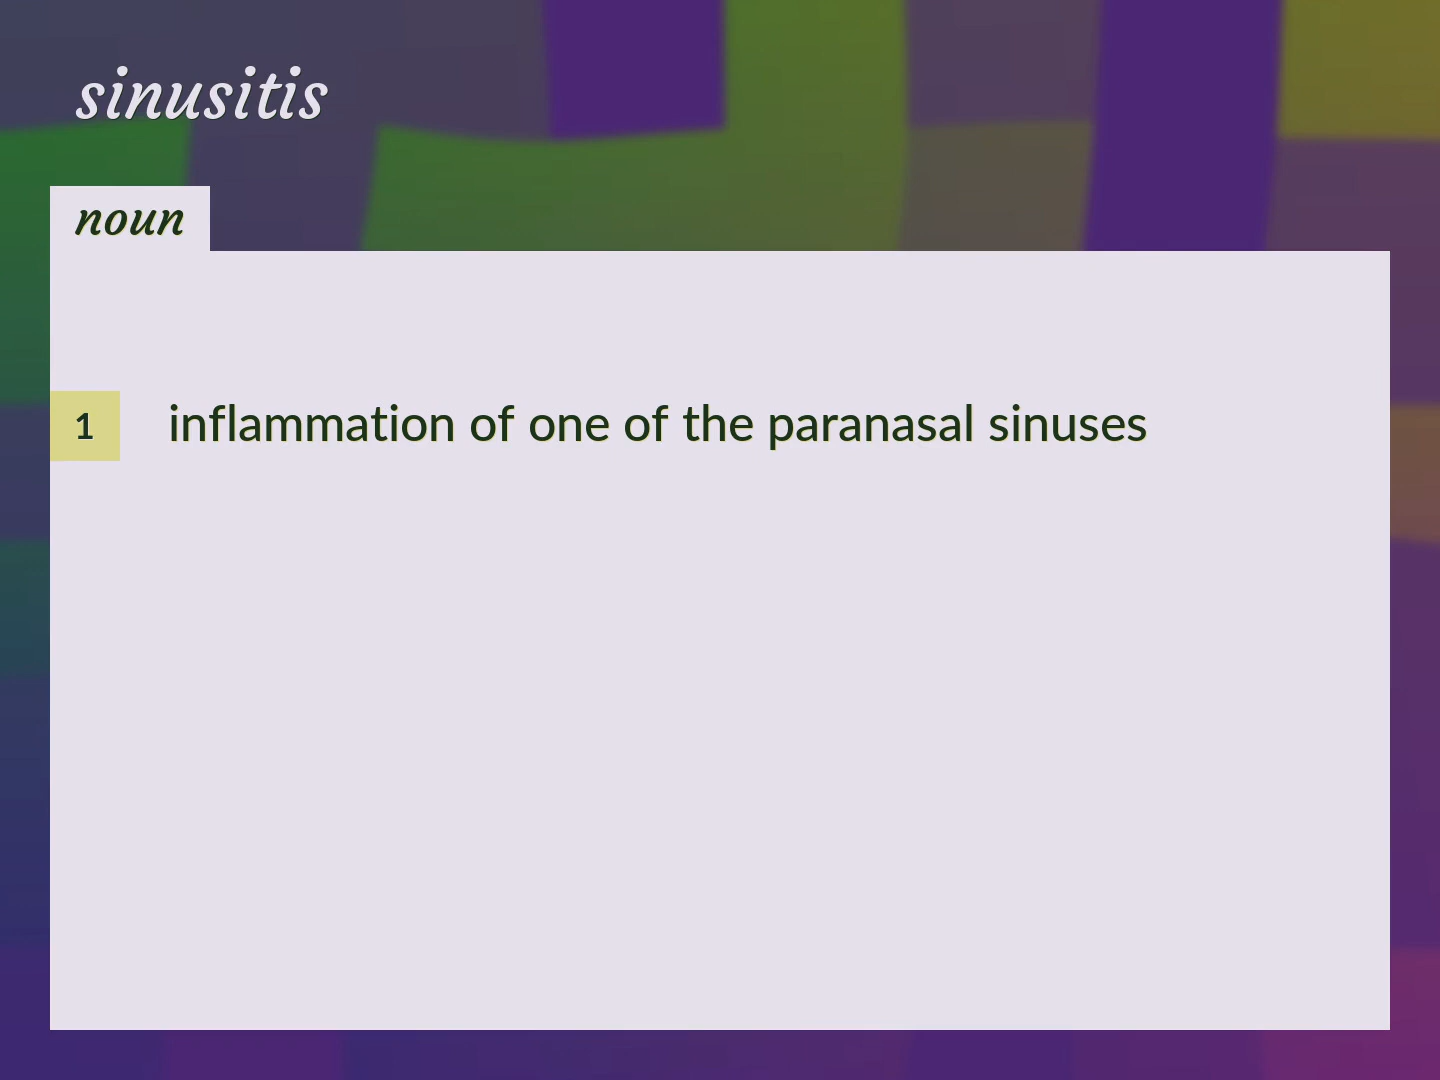 sinusitis
noun
1 inflammation of one of the paranasal sinuses